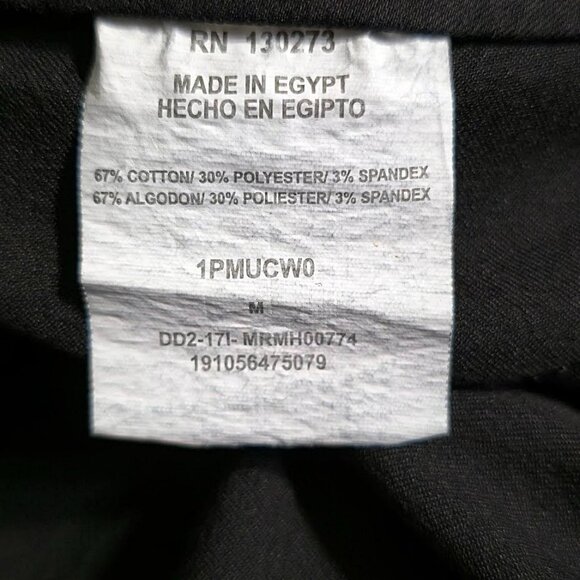 RN 130273
MADE IN EGYPT
HECHO EN EGIPTO
67% COTTON/ 30% POLYESTER/ 3% SPANDEX
67% ALGODON/ 30% POLIESTER/ 3% SPANDEX
1PMUCW0
M
DD2-17I- MRMH00774
191056475079